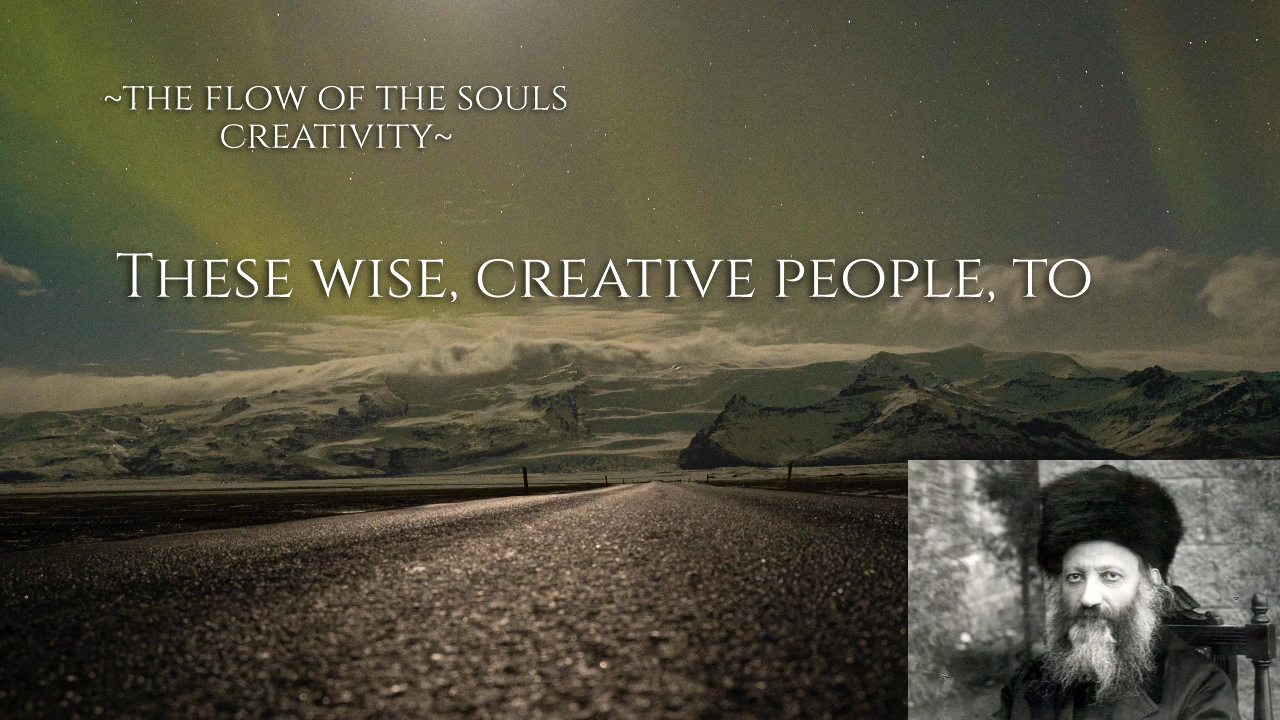 ~THE FLOW OF THE SOULS
CREATIVITY~
THESE WISE, CREATIVE PEOPLE, TO